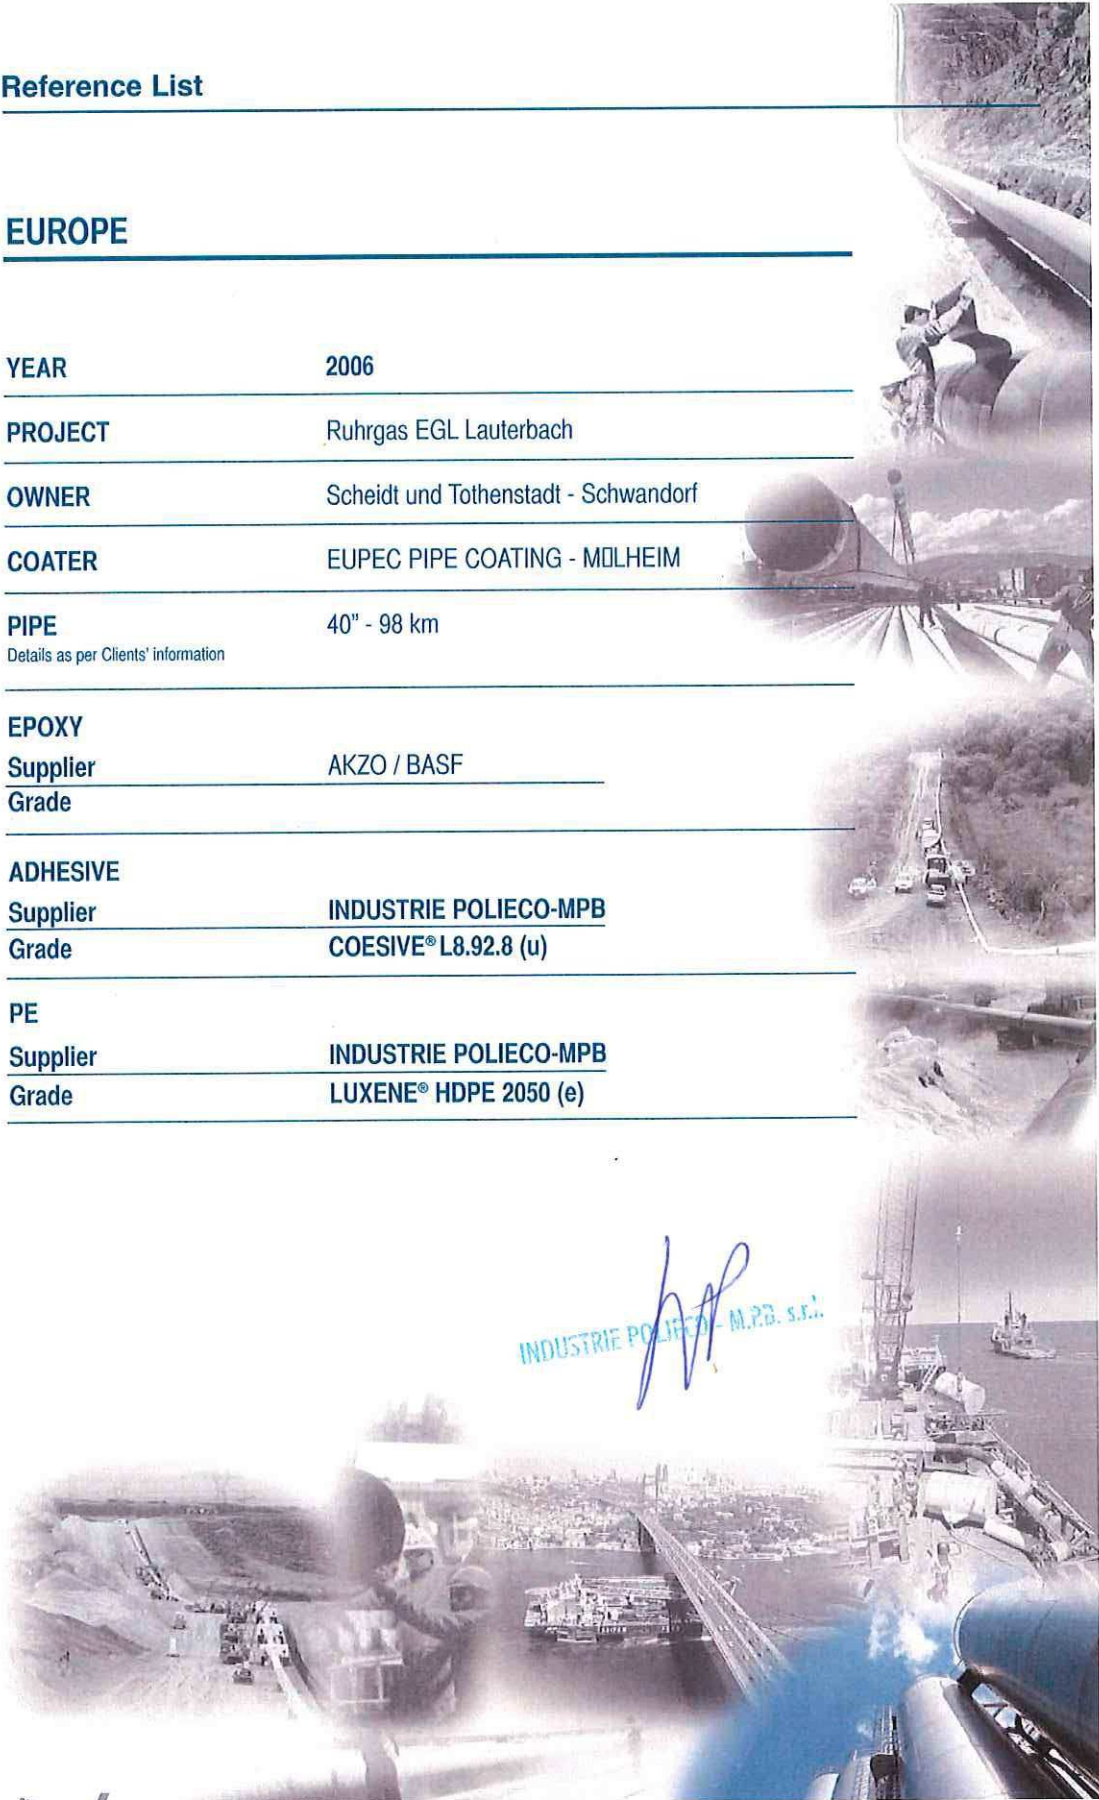 Reference List
EUROPE
YEAR 2006
PROJECT Ruhrgas EGL Lauterbach
OWNER Scheidt und Tothenstadt - Schwandorf
COATER EUPEC PIPE COATING - M▯LHEIM
PIPE 40" - 98 km
Details as per Clients' information
EPOXY
Supplier AKZO / BASF
Grade
ADHESIVE
Supplier INDUSTRIE POLIECO-MPB
Grade COESIVE® L8.92.8 (u)
PE
Supplier INDUSTRIE POLIECO-MPB
Grade LUXENE® HDPE 2050 (e)
INDUSTRIE POLIECO - M.P.B. s.r.l.